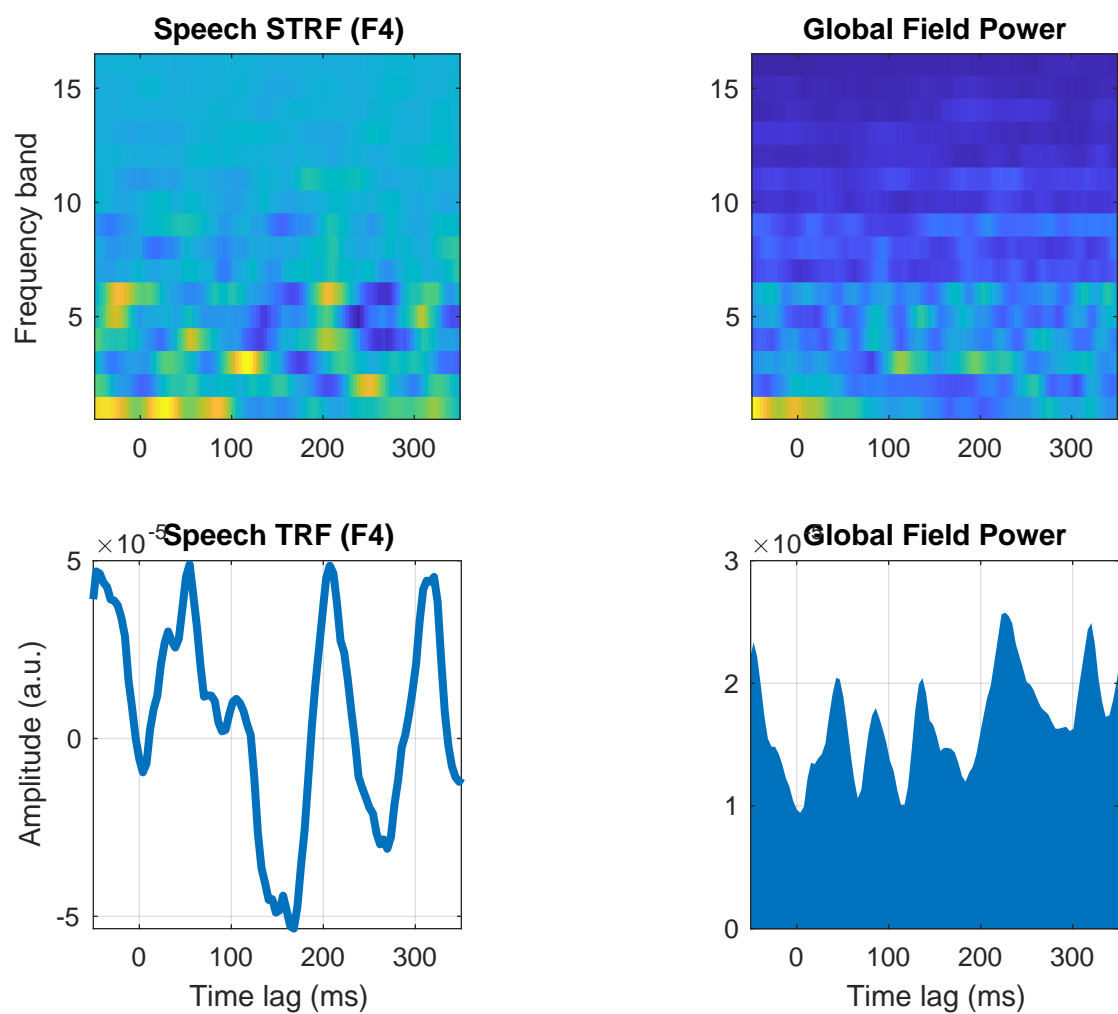 Speech STRF (F4)
Global Field Power
Frequency band
15
10
5
0 100 200 300
15
10
5
0 100 200 300
Speech TRF (F4)
×10⁻⁵
Amplitude (a.u.)
5
0
-5
0 100 200 300
Time lag (ms)
Global Field Power
×10⁻⁵
3
2
1
0
0 100 200 300
Time lag (ms)